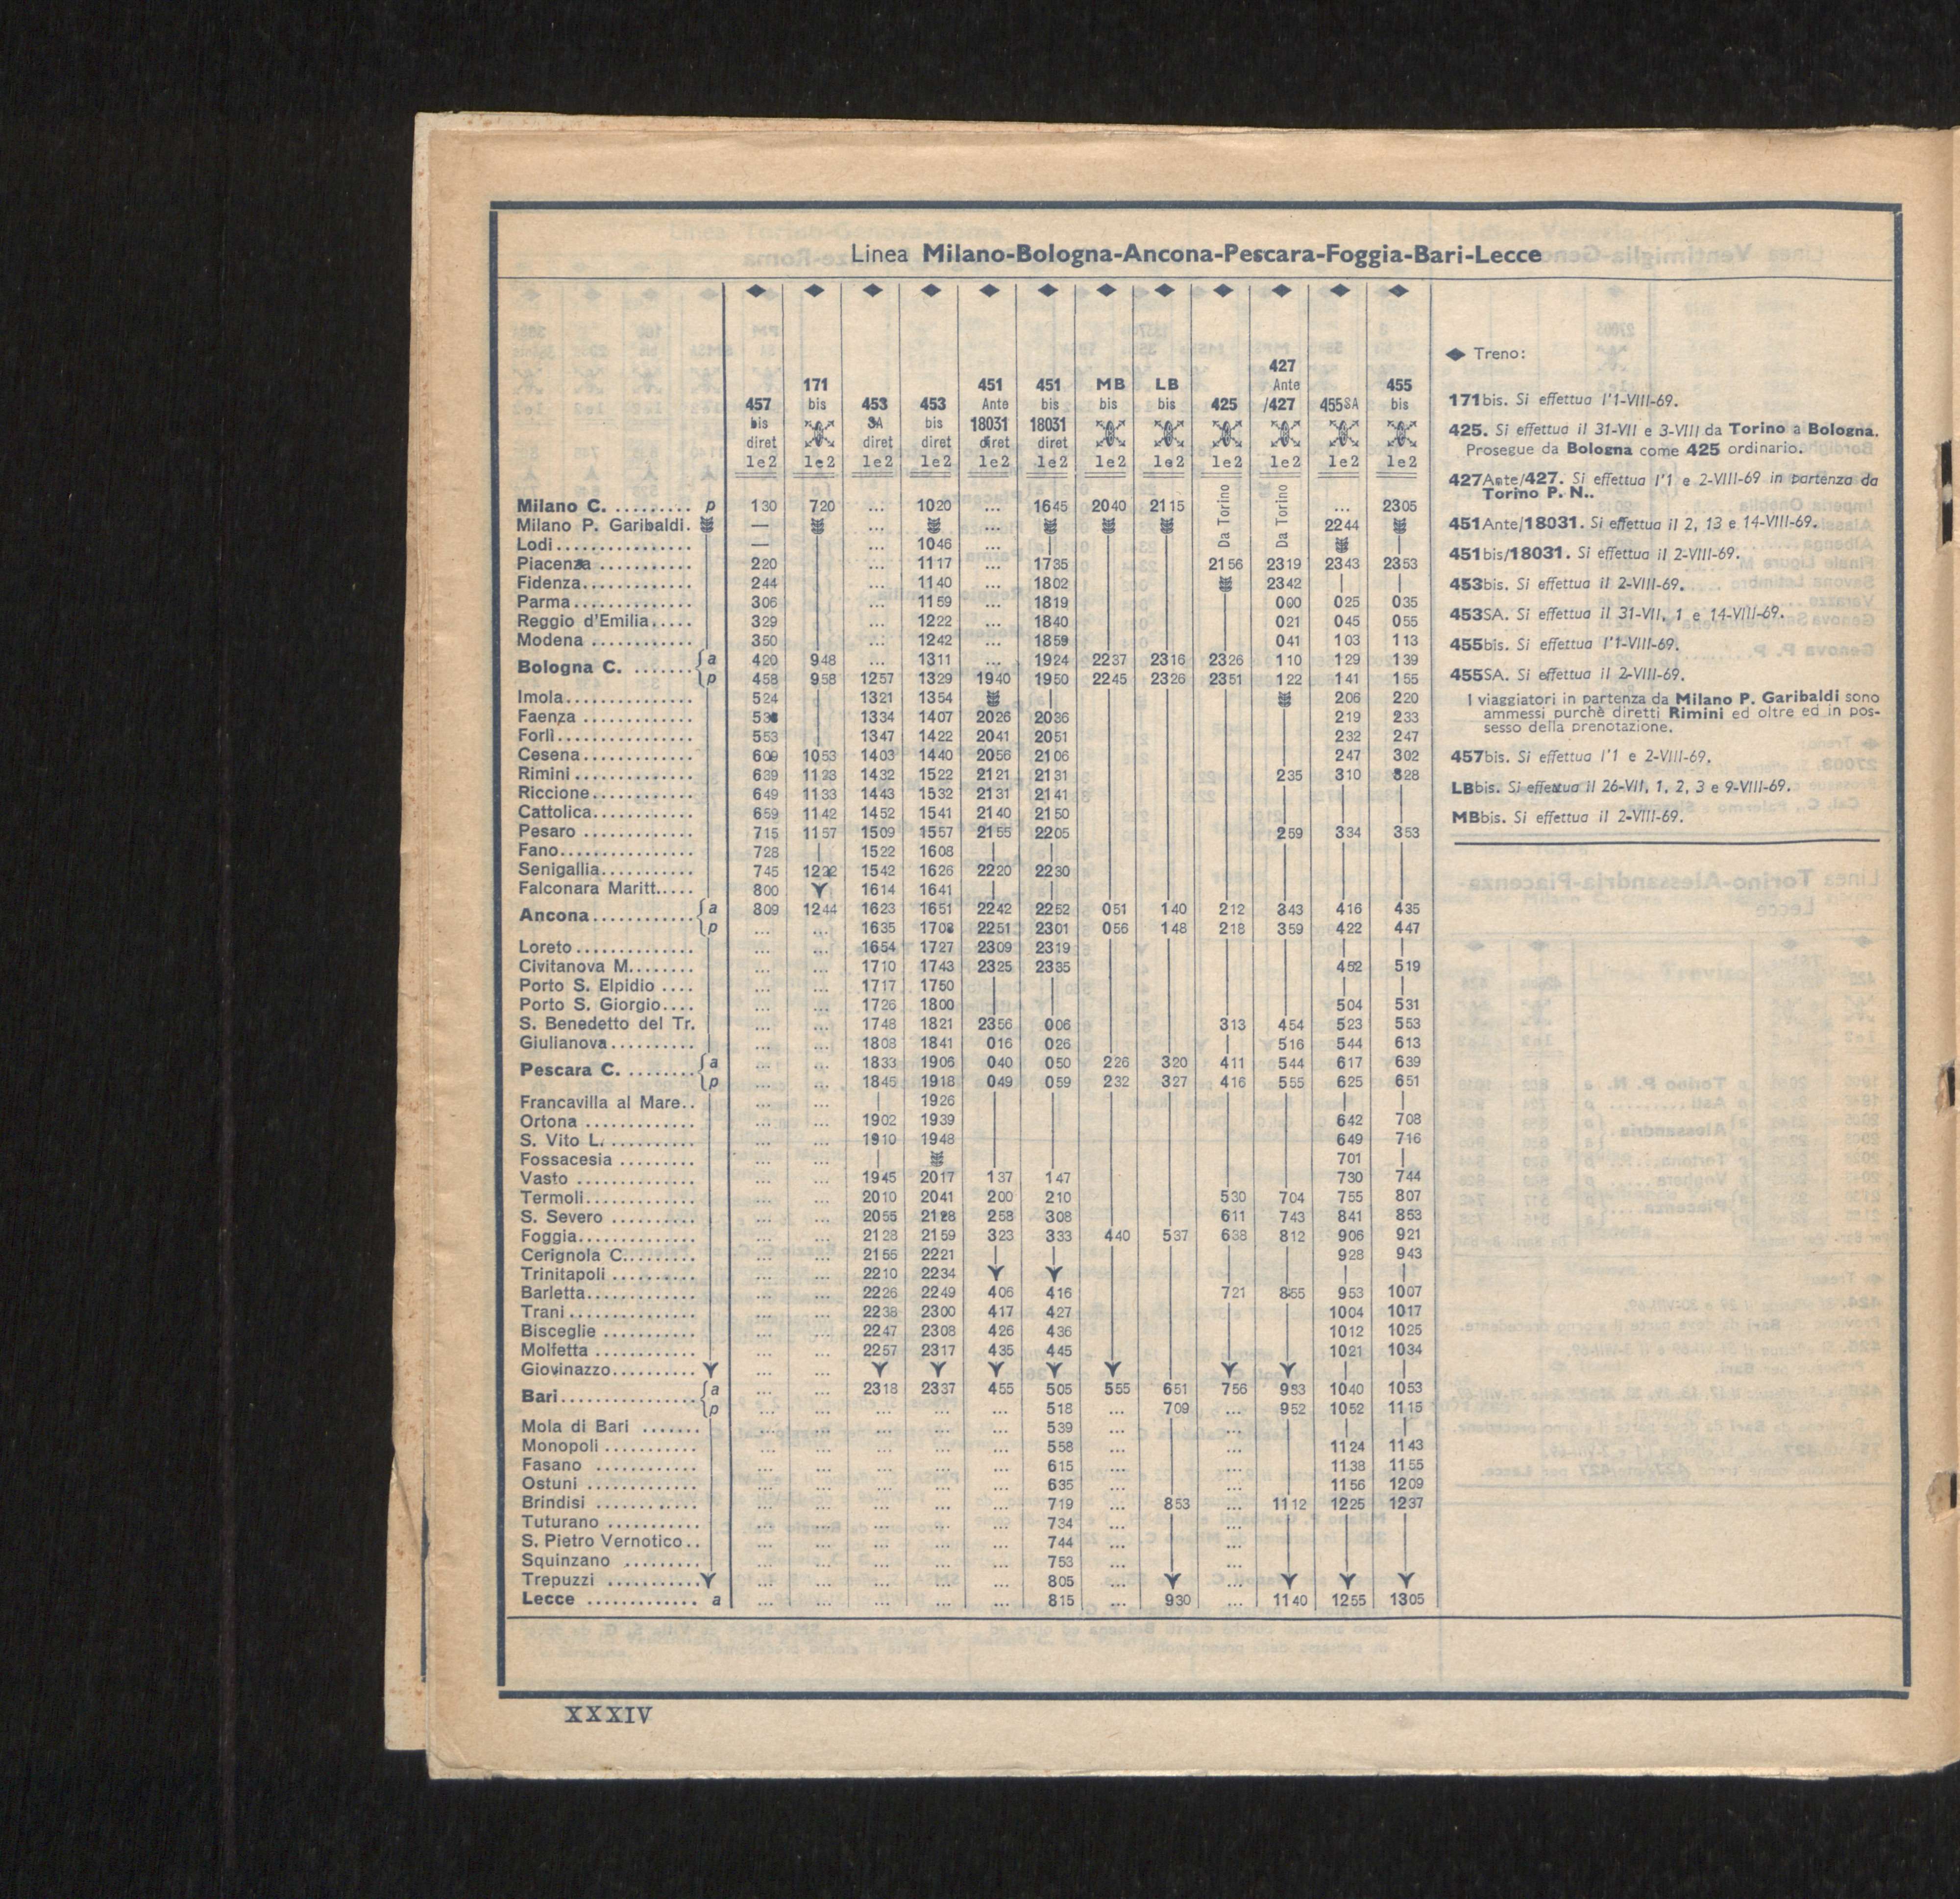 Linea Milano-Bologna-Ancona-Pescara-Foggia-Bari-Lecce
457 bis diret 1e2 | 171 bis 1e2 | 453 SA diret 1e2 | 453 bis diret 1e2 | 451 Ante 18031 diret 1e2 | 451 bis 18031 diret 1e2 | MB bis 1e2 | LB bis 1e2 | 425 1e2 | 427 Ante /427 1e2 | 455SA 1e2 | 455 bis 1e2
Milano C. ......... p 130 720 ... 1020 ... 1645 2040 2115 Da Torino Da Torino ... 2305
Milano P. Garibaldi. — ... ... 2244
Lodi................ — ... 1046 ... |
Piacenza ........... 220 ... 1117 ... 1735 2156 2319 2343 2353
Fidenza............. 244 ... 1140 ... 1802 2342 | |
Parma.............. 306 ... 1159 ... 1819 000 025 035
Reggio d'Emilia..... 329 ... 1222 ... 1840 021 045 055
Modena ............ 350 ... 1242 ... 1859 041 103 113
Bologna C. ....... a 420 948 ... 1311 ... 1924 2237 2316 2326 110 129 139
p 458 958 1257 1329 1940 1950 2245 2326 2351 122 141 155
Imola............... 524 1321 1354 | 206 220
Faenza ............. 1334 1407 2026 2036 219 233
Forlì................ 553 1347 1422 2041 2051 232 247
Cesena............. 609 1053 1403 1440 2056 2106 247 302
Rimini.............. 639 1123 1432 1522 2121 2131 235 310 328
Riccione............ 649 1133 1443 1532 2131 2141
Cattolica............ 659 1142 1452 1541 2140 2150
Pesaro ............. 715 1157 1509 1557 2155 2205 259 334 353
Fano................ 728 | 1522 1608 | |
Senigallia........... 745 1222 1542 1626 2220 2230
Falconara Maritt..... 800 1614 1641 | |
Ancona............ a 809 1244 1623 1651 2242 2252 051 140 212 343 416 435
p ... ... 1635 1708 2251 2301 056 148 218 359 422 447
Loreto.............. ... ... 1654 1727 2309 2319 | |
Civitanova M........ ... ... 1710 1743 2325 2335 452 519
Porto S. Elpidio .... ... ... 1717 1750 | | | |
Porto S. Giorgio.... ... ... 1726 1800 | | 504 531
S. Benedetto del Tr. ... ... 1748 1821 2356 006 313 454 523 553
Giulianova.......... ... ... 1808 1841 016 026 | 516 544 613
Pescara C. ........ a ... ... 1833 1906 040 050 226 320 411 544 617 639
p ... ... 1845 1918 049 059 232 327 416 555 625 651
Francavilla al Mare.. ... ... | 1926 | |
Ortona ............. ... ... 1902 1939 642 708
S. Vito L. .......... ... ... 1910 1948 649 716
Fossacesia ......... ... ... | 701 |
Vasto .............. ... ... 1945 2017 137 147 730 744
Termoli............. ... ... 2010 2041 200 210 530 704 755 807
S. Severo .......... ... ... 2055 2128 258 308 611 743 841 853
Foggia.............. ... ... 2128 2159 323 333 440 537 638 812 906 921
Cerignola C......... ... ... 2155 2221 | | 928 943
Trinitapoli .......... ... ... 2210 2234 | |
Barletta............. ... ... 2226 2249 406 416 721 855 953 1007
Trani ............... ... ... 2238 2300 417 427 1004 1017
Bisceglie ........... ... ... 2247 2308 426 436 1012 1025
Molfetta ............ ... ... 2257 2317 435 445 1021 1034
Giovinazzo.......... ... ...
Bari................ a ... ... 2318 2337 455 505 555 651 756 933 1040 1053
p ... ... ... ... ... 518 ... 709 ... 952 1052 1115
Mola di Bari ....... ... ... ... ... ... 539 ... ... | |
Monopoli ........... ... ... ... ... ... 558 ... ... 1124 1143
Fasano ............ ... ... ... ... ... 615 ... ... 1138 1155
Ostuni ............. ... ... ... ... ... 635 ... ... 1156 1209
Brindisi ............ ... ... ... ... ... 719 ... 853 ... 1112 1225 1237
Tuturano ........... ... ... ... ... ... 734 ... ...
S. Pietro Vernotico.. ... ... ... ... ... 744 ... ...
Squinzano ......... ... ... ... ... ... 753 ... ...
Trepuzzi ........... ... ... ... ... ... 805 ... ...
Lecce ............. a ... ... ... ... ... 815 ... 930 ... 1140 1255 1305
◆ Treno:
171bis. Si effettua l'1-VIII-69.
425. Si effettua il 31-VII e 3-VIII da Torino a Bologna.
Prosegue da Bologna come 425 ordinario.
427Ante/427. Si effettua l'1 e 2-VIII-69 in partenza da
Torino P. N..
451Ante/18031. Si effettua il 2, 13 e 14-VIII-69.
451bis/18031. Si effettua il 2-VIII-69.
453bis. Si effettua il 2-VIII-69.
453SA. Si effettua il 31-VII, 1 e 14-VIII-69.
455bis. Si effettua l'1-VIII-69.
455SA. Si effettua il 2-VIII-69.
I viaggiatori in partenza da Milano P. Garibaldi sono
ammessi purchè diretti Rimini ed oltre ed in pos-
sesso della prenotazione.
457bis. Si effettua l'1 e 2-VIII-69.
LBbis. Si effettua il 26-VII, 1, 2, 3 e 9-VIII-69.
MBbis. Si effettua il 2-VIII-69.
XXXIV